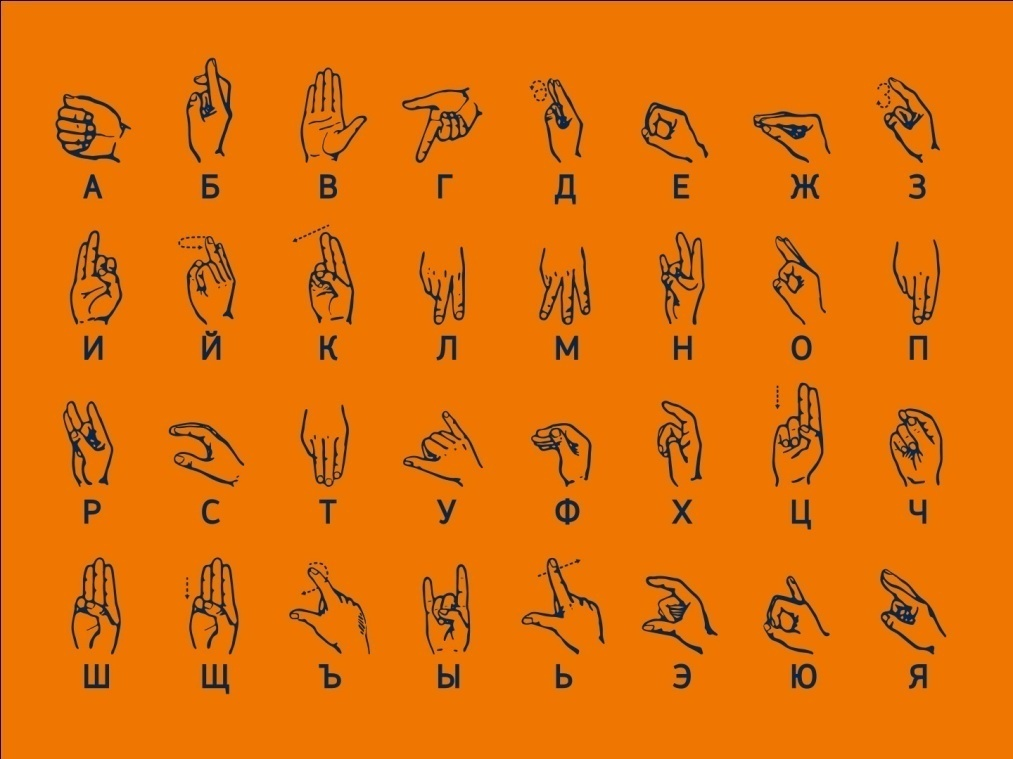 А Б В Г Д Е Ж З
И Й К Л М Н О П
Р С Т У Ф Х Ц Ч
Ш Щ Ъ Ы Ь Э Ю Я